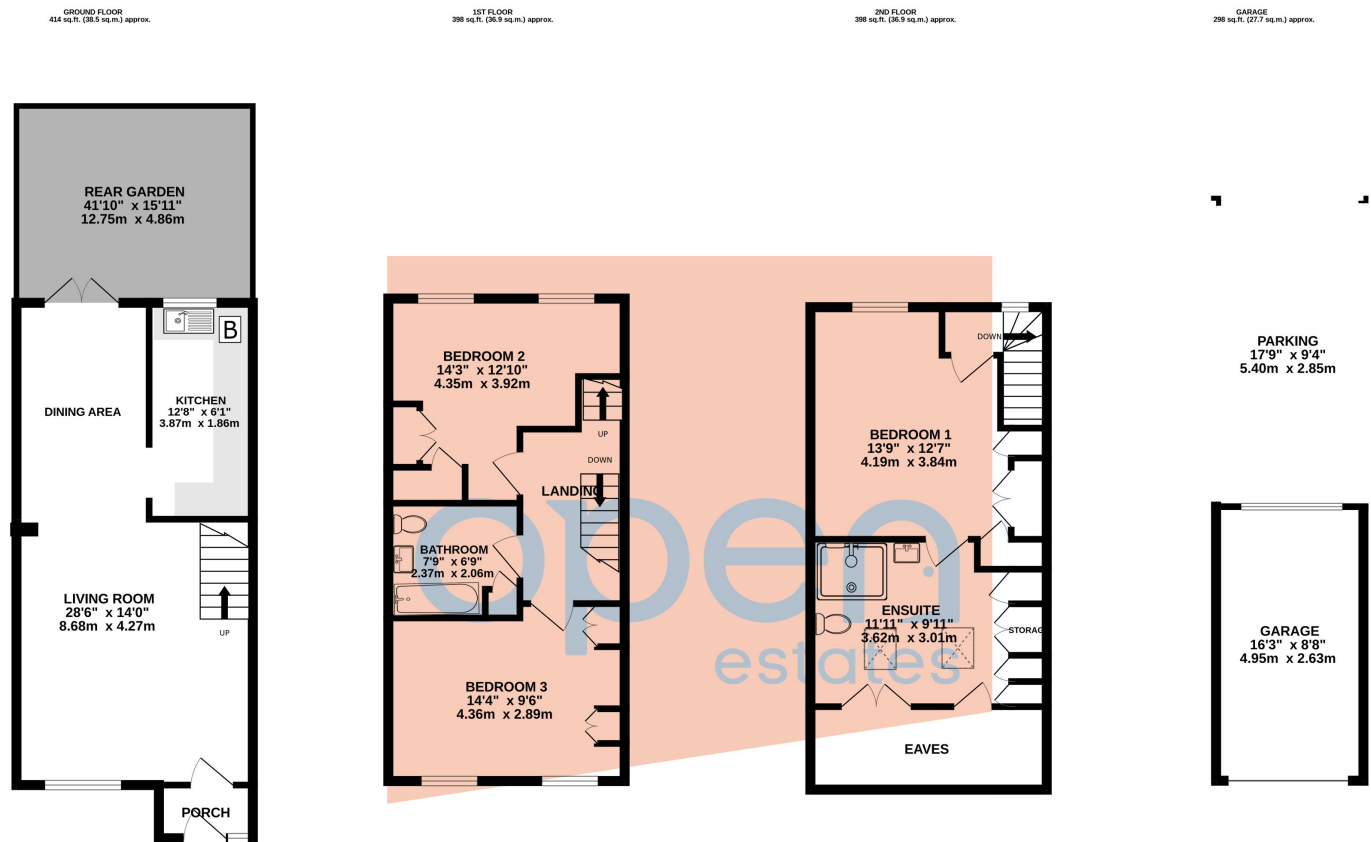 GROUND FLOOR
414 sq.ft. (38.5 sq.m.) approx.
1ST FLOOR
398 sq.ft. (36.9 sq.m.) approx.
2ND FLOOR
398 sq.ft. (36.9 sq.m.) approx.
GARAGE
298 sq.ft. (27.7 sq.m.) approx.
REAR GARDEN
41'10" x 15'11"
12.75m x 4.86m
B
KITCHEN
12'8" x 6'1"
3.87m x 1.86m
DINING AREA
LIVING ROOM
28'6" x 14'0"
8.68m x 4.27m
UP
PORCH
BEDROOM 2
14'3" x 12'10"
4.35m x 3.92m
UP
DOWN
LANDING
BATHROOM
7'9" x 6'9"
2.37m x 2.06m
BEDROOM 3
14'4" x 9'6"
4.36m x 2.89m
open
estates
DOWN
BEDROOM 1
13'9" x 12'7"
4.19m x 3.84m
ENSUITE
11'11" x 9'11"
3.62m x 3.01m
STORAG
EAVES
PARKING
17'9" x 9'4"
5.40m x 2.85m
GARAGE
16'3" x 8'8"
4.95m x 2.63m